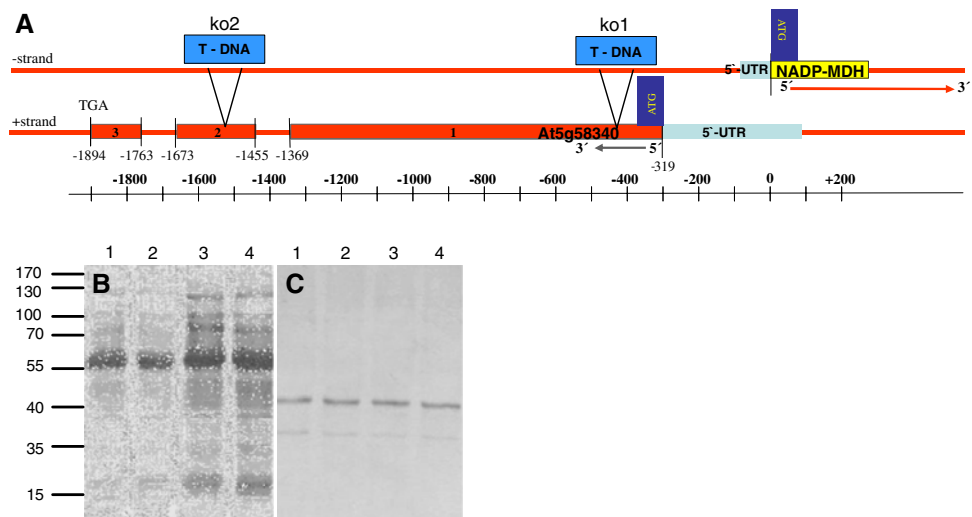 A
ko2
ko1
T - DNA
T - DNA
ATG
-strand
5`-UTR
NADP-MDH
5´
3´
TGA
ATG
+strand
3
2
1
At5g58340
5`-UTR
3´
5´
-1894
-1763
-1673
-1455
-1369
-319
-1800 -1600 -1400 -1200 -1000 -800 -600 -400 -200 0 +200
1 2 3 4
1 2 3 4
B
C
170
130
100
70
55
40
35
15